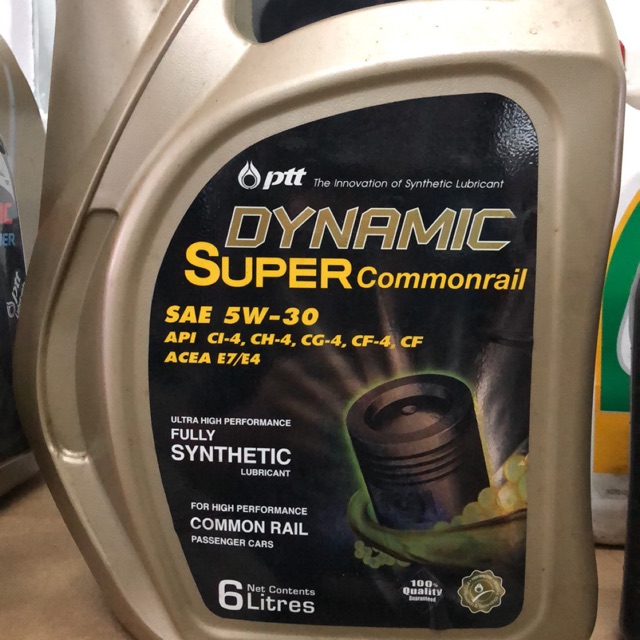 ptt The Innovation of Synthetic Lubricant
DYNAMIC
SUPER Commonrail
SAE 5W-30
API CI-4, CH-4, CG-4, CF-4, CF
ACEA E7/E4
ULTRA HIGH PERFORMANCE
FULLY
SYNTHETIC
LUBRICANT
FOR HIGH PERFORMANCE
COMMON RAIL
PASSENGER CARS
6 Net Contents
Litres
100%
Quality
Guaranteed
ptt